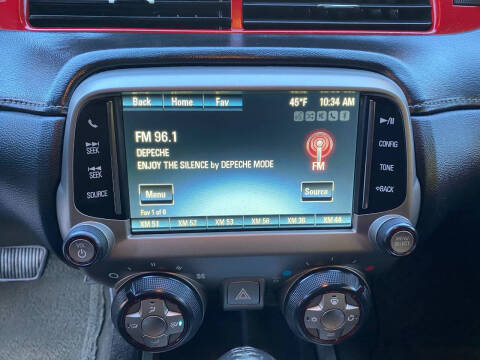 Back Home Fav 45°F 10:34 AM
FM 96.1
DEPECHE
ENJOY THE SILENCE by DEPECHE MODE
FM
Menu Source
Fav 1 of 8
XM 51 XM 57 XM 53 XM 56 XM 36 XM 44
SEEK
SEEK
SOURCE
CONFIG
TONE
BACK
SELECT